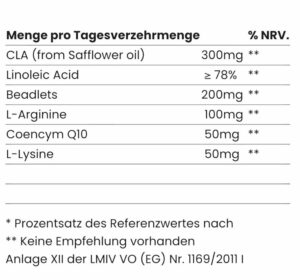 Menge pro Tagesverzehrmenge % NRV.
CLA (from Safflower oil) 300mg **
Linoleic Acid ≥ 78% **
Beadlets 200mg **
L-Arginine 100mg **
Coencym Q10 50mg **
L-Lysine 50mg **
* Prozentsatz des Referenzwertes nach
** Keine Empfehlung vorhanden
Anlage XII der LMIV VO (EG) Nr. 1169/2011 I